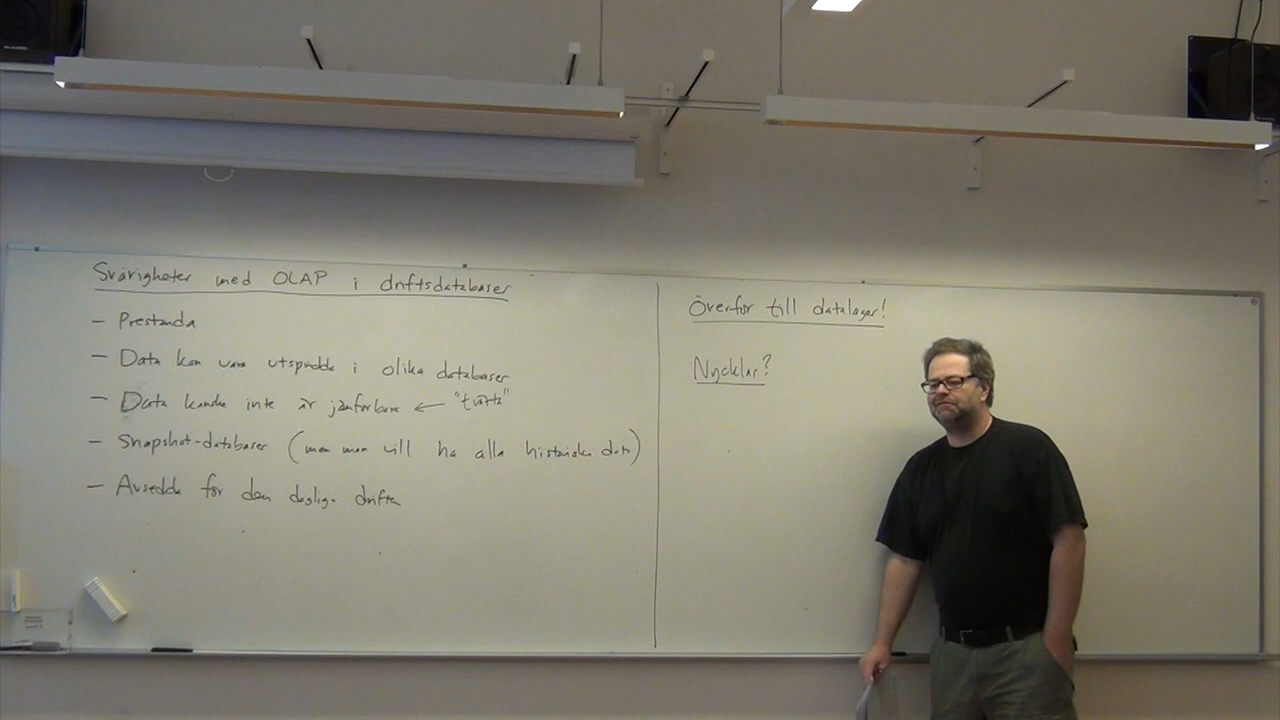 Svårigheter med OLAP i driftsdatabaser
– Prestanda
– Data kan vara utspridda i olika databaser
– Data kanske inte är jämförbara ← "tvätta"
– Snapshot-databaser (men man vill ha alla historiska data)
– Avsedda för den dagliga driften
Överför till datalager!
Nycklar?